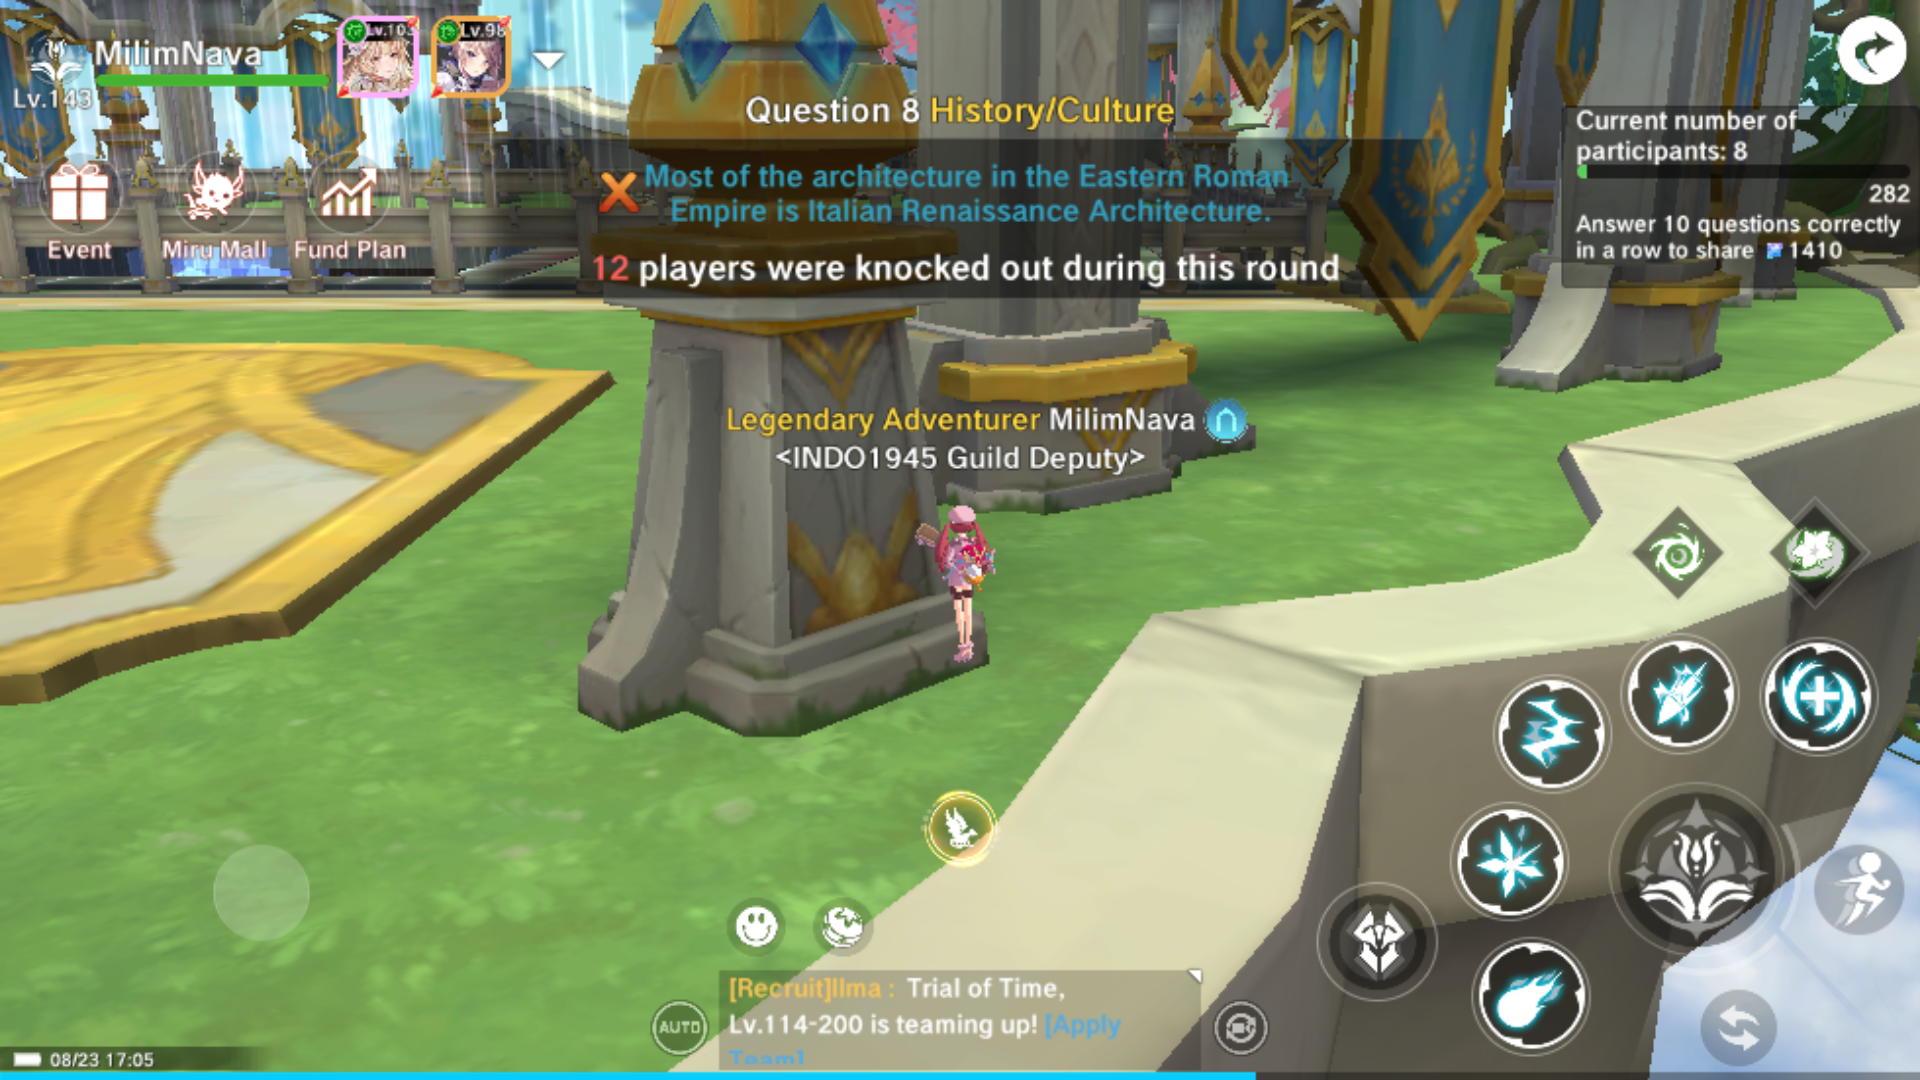 MilimNava
Lv.143
Lv.103
Lv.98
Event
Miru Mall
Fund Plan
Question 8 History/Culture
Most of the architecture in the Eastern Roman
Empire is Italian Renaissance Architecture.
12 players were knocked out during this round
Current number of
participants: 8
282
Answer 10 questions correctly
in a row to share 1410
Legendary Adventurer MilimNava
<INDO1945 Guild Deputy>
[Recruit]Ilma : Trial of Time,
Lv.114-200 is teaming up! [Apply
Team]
AUTO
08/23 17:05